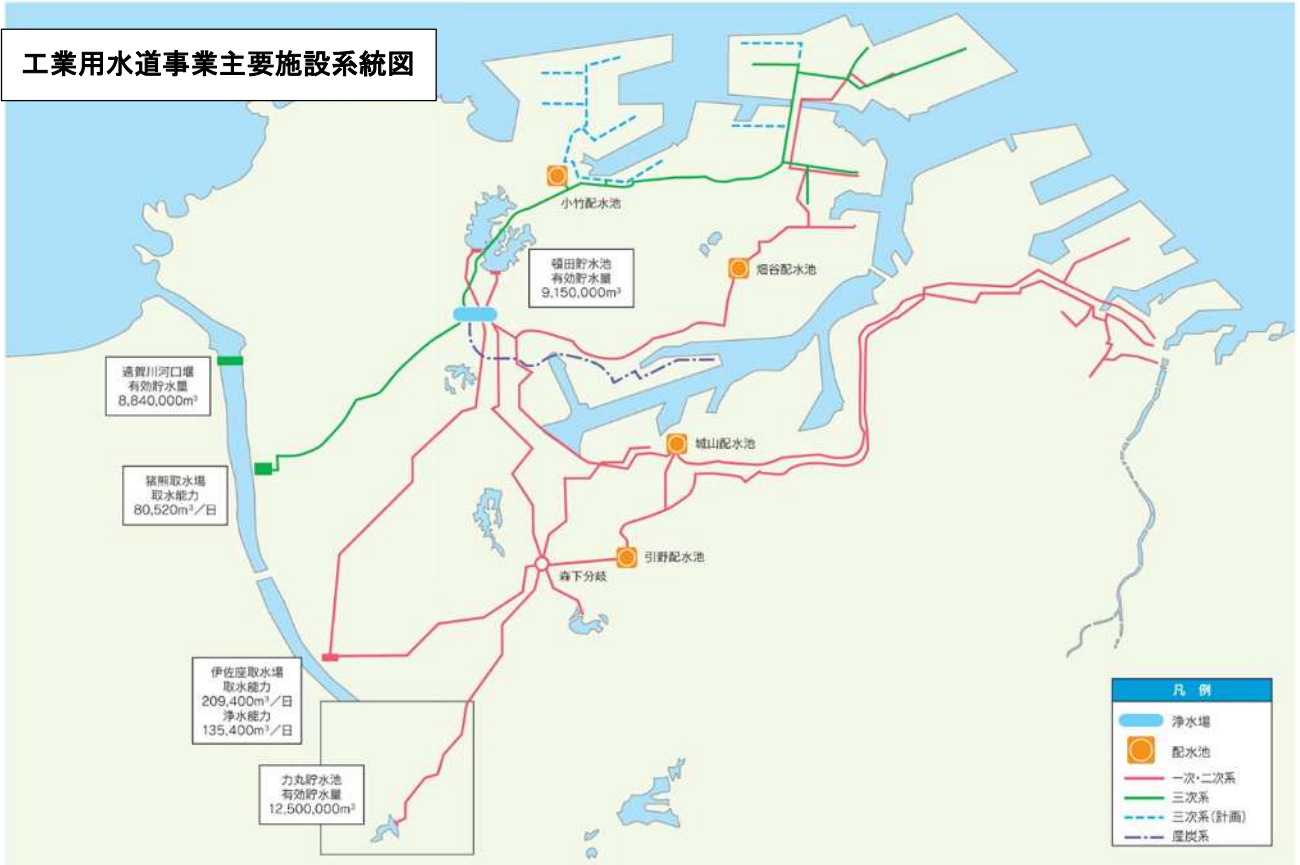 工業用水道事業主要施設系統図
小竹配水池
頓田貯水池
有効貯水量
9,150,000m³
畑谷配水池
遠賀川河口堰
有効貯水量
8,840,000m³
猪熊取水場
取水能力
80,520m³／日
城山配水池
引野配水池
森下分岐
伊佐座取水場
取水能力
209,400m³／日
浄水能力
135,400m³／日
力丸貯水池
有効貯水量
12,500,000m³
凡 例
浄水場
配水池
一次・二次系
三次系
三次系(計画)
産炭系